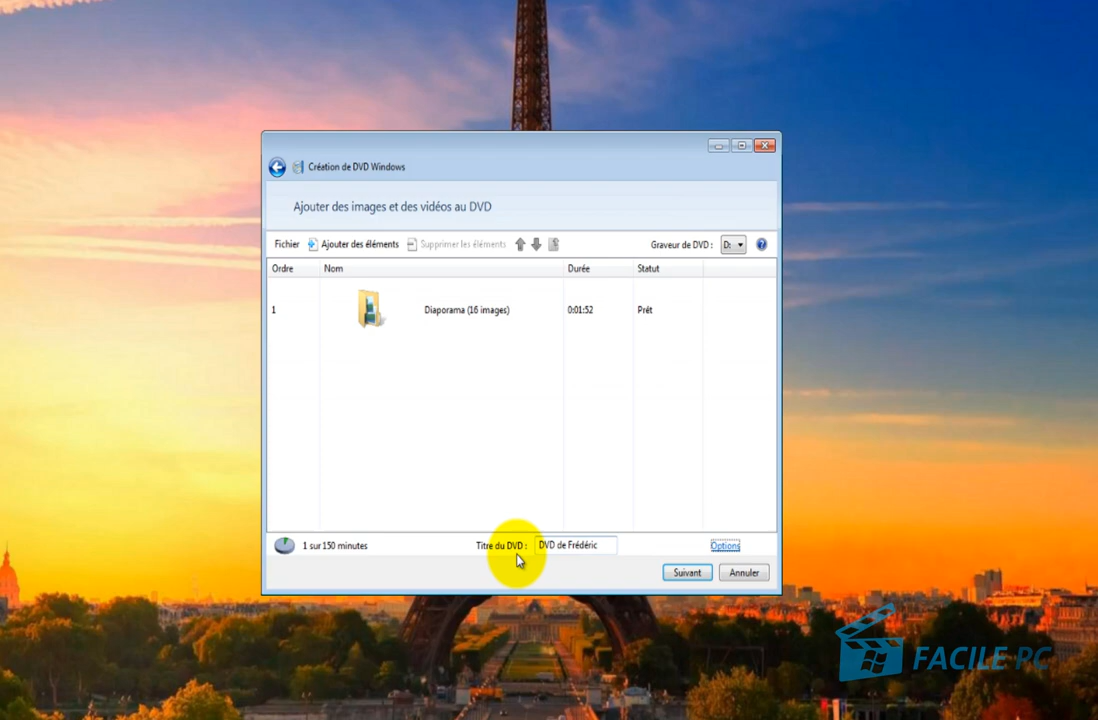 Création de DVD Windows
Ajouter des images et des vidéos au DVD
Fichier Ajouter des éléments Supprimer les éléments Graveur de DVD : D:
Ordre Nom Durée Statut
1 Diaporama (16 images) 0:01:52 Prêt
1 sur 150 minutes Titre du DVD : DVD de Frédéric Options
Suivant Annuler
FACILE PC